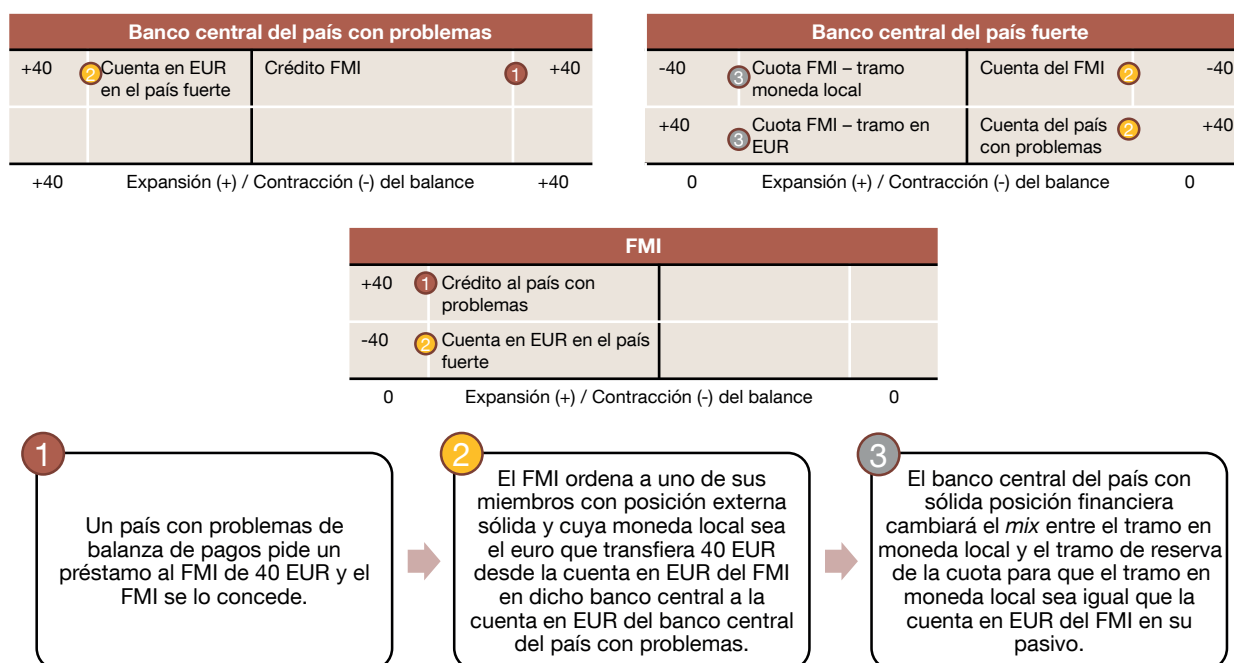 Banco central del país con problemas
+40 2 Cuenta en EUR en el país fuerte Crédito FMI 1 +40
+40 Expansión (+) / Contracción (-) del balance +40
Banco central del país fuerte
-40 3 Cuota FMI – tramo moneda local Cuenta del FMI 2 -40
+40 3 Cuota FMI – tramo en EUR Cuenta del país con problemas 2 +40
0 Expansión (+) / Contracción (-) del balance 0
FMI
+40 1 Crédito al país con problemas
-40 2 Cuenta en EUR en el país fuerte
0 Expansión (+) / Contracción (-) del balance 0
1
Un país con problemas de
balanza de pagos pide un
préstamo al FMI de 40 EUR y el
FMI se lo concede.
2
El FMI ordena a uno de sus
miembros con posición externa
sólida y cuya moneda local sea
el euro que transfiera 40 EUR
desde la cuenta en EUR del FMI
en dicho banco central a la
cuenta en EUR del banco central
del país con problemas.
3
El banco central del país con
sólida posición financiera
cambiará el mix entre el tramo en
moneda local y el tramo de reserva
de la cuota para que el tramo en
moneda local sea igual que la
cuenta en EUR del FMI en su
pasivo.